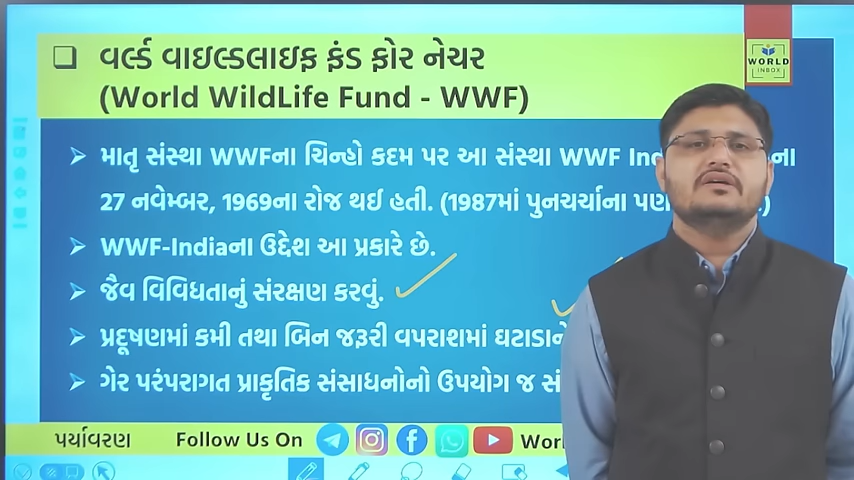 વર્લ્ડ વાઇલ્ડલાઇફ ફંડ ફોર નેચર
(World WildLife Fund - WWF)
WORLD
INBOX
માતૃ સંસ્થા WWFના ચિન્હો કદમ પર આ સંસ્થા WWF
27 નવેમ્બર, 1969ના રોજ થઈ હતી. (1987માં પુનચર્ચાના પણ
WWF-Indiaના ઉદ્દેશ આ પ્રકારે છે.
જૈવ વિવિધતાનું સંરક્ષણ કરવું.
પ્રદૂષણમાં કમી તથા બિન જરૂરી વપરાશમાં ઘટાડાને
ગેર પરંપરાગત પ્રાકૃતિક સંસાધનોનો ઉપયોગ જ
પર્યાવરણ Follow Us On